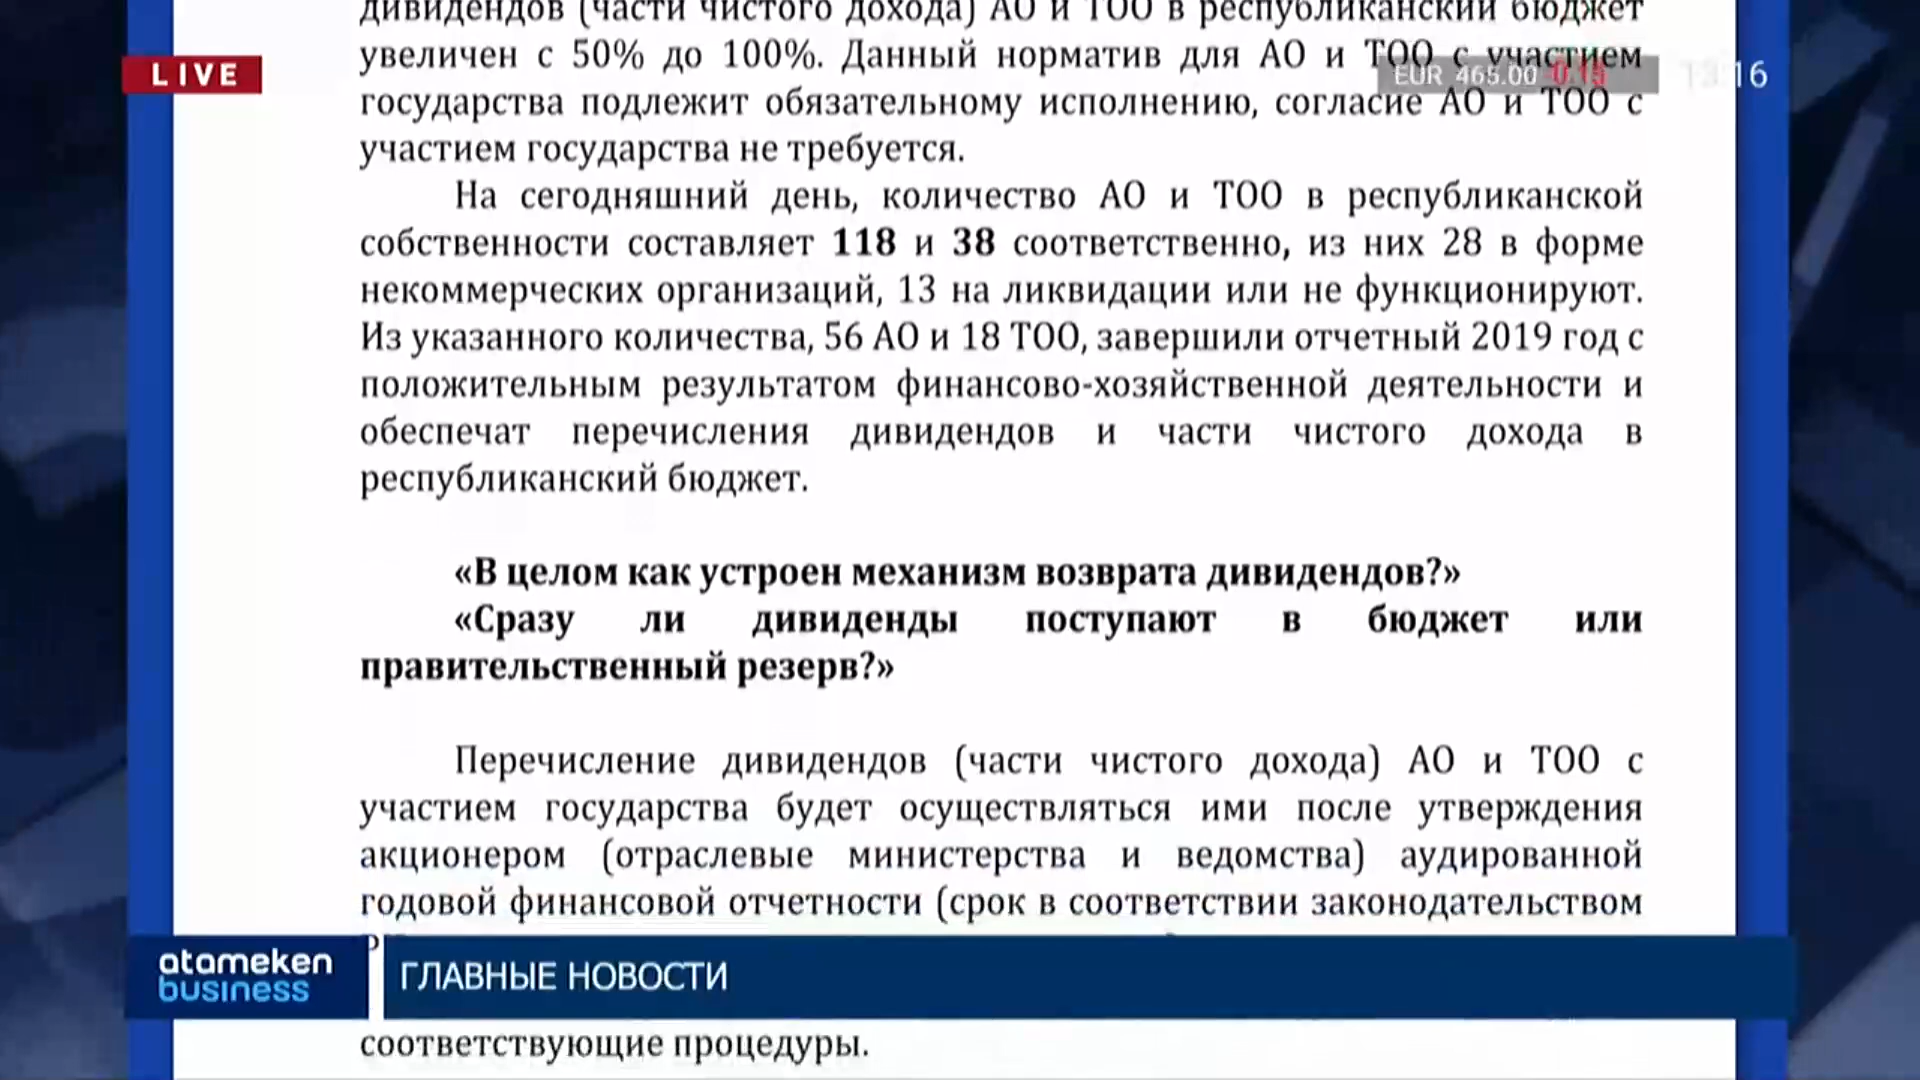 дивидендов (части чистого дохода) АО и ТОО в республиканский бюджет
увеличен с 50% до 100%. Данный норматив для АО и ТОО с участием
LIVE
EUR 465.00 0.15
16
государства подлежит обязательному исполнению, согласие АО и ТОО с
участием государства не требуется.
На сегодняшний день, количество АО и ТОО в республиканской
собственности составляет 118 и 38 соответственно, из них 28 в форме
некоммерческих организаций, 13 на ликвидации или не функционируют.
Из указанного количества, 56 АО и 18 ТОО, завершили отчетный 2019 год с
положительным результатом финансово-хозяйственной деятельности и
обеспечат перечисления дивидендов и части чистого дохода в
республиканский бюджет.
«В целом как устроен механизм возврата дивидендов?»
«Сразу ли дивиденды поступают в бюджет или
правительственный резерв?»
Перечисление дивидендов (части чистого дохода) АО и ТОО с
участием государства будет осуществляться ими после утверждения
акционером (отраслевые министерства и ведомства) аудированной
годовой финансовой отчетности (срок в соответствии законодательством
atameken
business
ГЛАВНЫЕ НОВОСТИ
соответствующие процедуры.